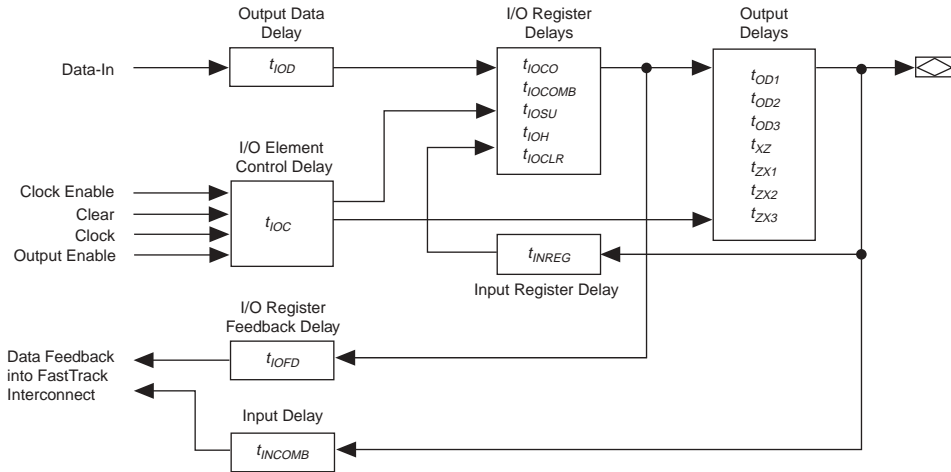 Output Data
Delay
I/O Register
Delays
Output
Delays
Data-In
tIOD
tIOCO
tIOCOMB
tIOSU
tIOH
tIOCLR
tOD1
tOD2
tOD3
tXZ
tZX1
tZX2
tZX3
I/O Element
Control Delay
Clock Enable
Clear
Clock
Output Enable
tIOC
tINREG
Input Register Delay
I/O Register
Feedback Delay
tIOFD
Data Feedback
into FastTrack
Interconnect
Input Delay
tINCOMB